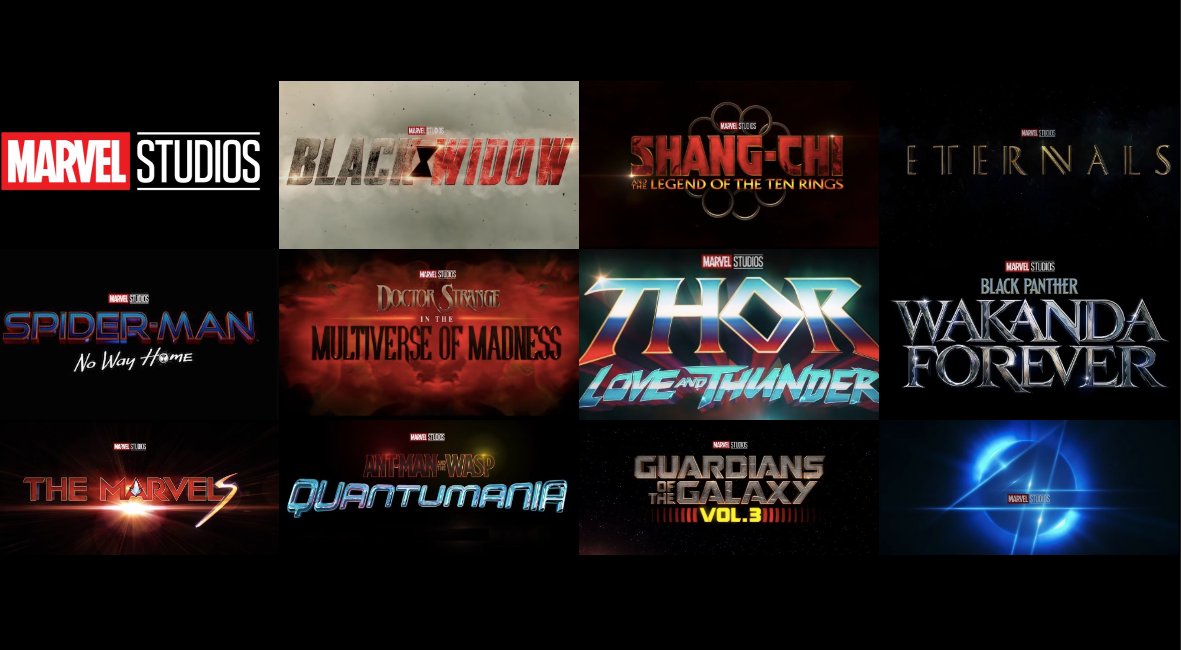 MARVEL STUDIOS
MARVEL STUDIOS
BLACK WIDOW
MARVEL STUDIOS
SHANG-CHI
AND THE LEGEND OF THE TEN RINGS
MARVEL STUDIOS
ETERNALS
MARVEL STUDIOS
SPIDER-MAN
No Way Home
MARVEL STUDIOS
DOCTOR STRANGE
IN THE
MULTIVERSE OF MADNESS
MARVEL STUDIOS
THOR
LOVE AND THUNDER
MARVEL STUDIOS
BLACK PANTHER
WAKANDA
FOREVER
MARVEL STUDIOS
THE MARVELS
MARVEL STUDIOS
ANT-MAN AND THE WASP
QUANTUMANIA
MARVEL STUDIOS
GUARDIANS
OF THE GALAXY
VOL.3
MARVEL STUDIOS
4